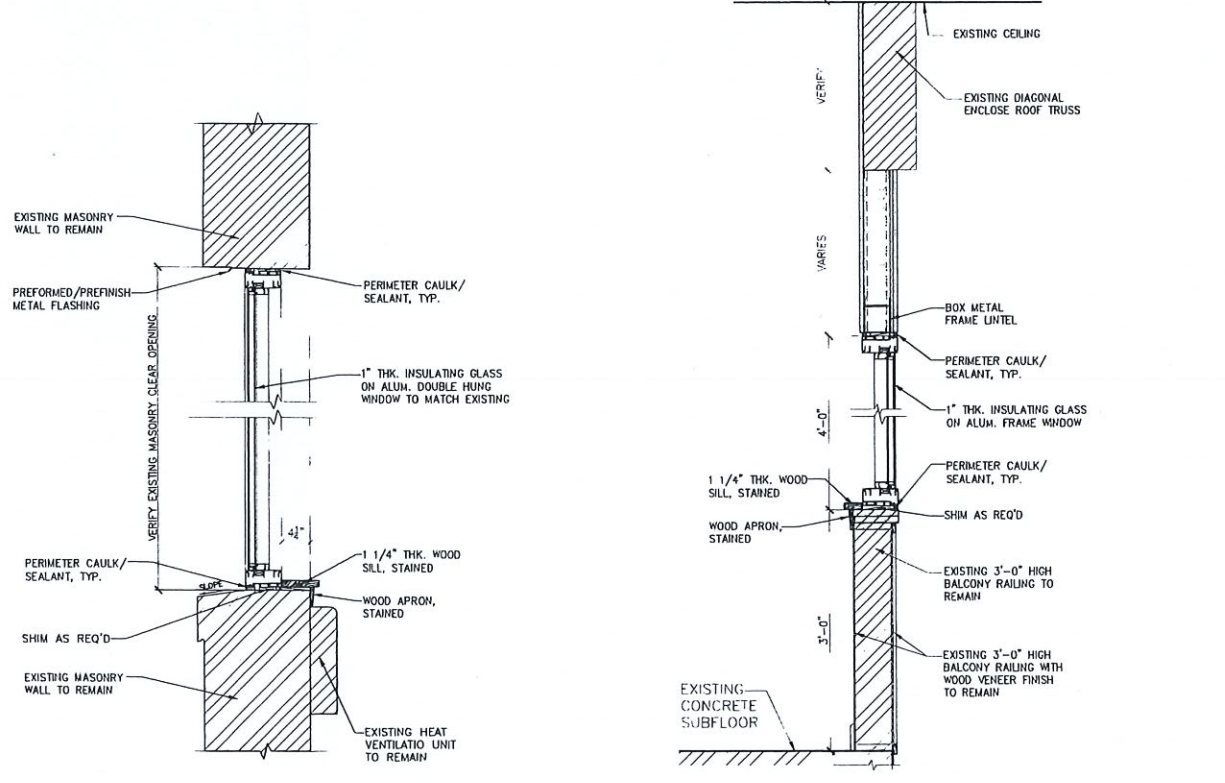 EXISTING MASONRY
WALL TO REMAIN
PREFORMED/PREFINISH
METAL FLASHING
PERIMETER CAULK/
SEALANT, TYP.
VERIFY EXISTING MASONRY CLEAR OPENING
1" THK. INSULATING GLASS
ON ALUM. DOUBLE HUNG
WINDOW TO MATCH EXISTING
4½"
PERIMETER CAULK/
SEALANT, TYP.
SLOPE
1 1/4" THK. WOOD
SILL, STAINED
WOOD APRON,
STAINED
SHIM AS REQ'D
EXISTING MASONRY
WALL TO REMAIN
EXISTING HEAT
VENTILATIO UNIT
TO REMAIN
EXISTING CEILING
VERIFY
EXISTING DIAGONAL
ENCLOSE ROOF TRUSS
VARIES
BOX METAL
FRAME LINTEL
PERIMETER CAULK/
SEALANT, TYP.
4'-0"
1" THK. INSULATING GLASS
ON ALUM. FRAME WINDOW
PERIMETER CAULK/
SEALANT, TYP.
1 1/4" THK. WOOD
SILL, STAINED
WOOD APRON,
STAINED
SHIM AS REQ'D
EXISTING 3'-0" HIGH
BALCONY RAILING TO
REMAIN
3'-0"
EXISTING 3'-0" HIGH
BALCONY RAILING WITH
WOOD VENEER FINISH
TO REMAIN
EXISTING
CONCRETE
SUBFLOOR